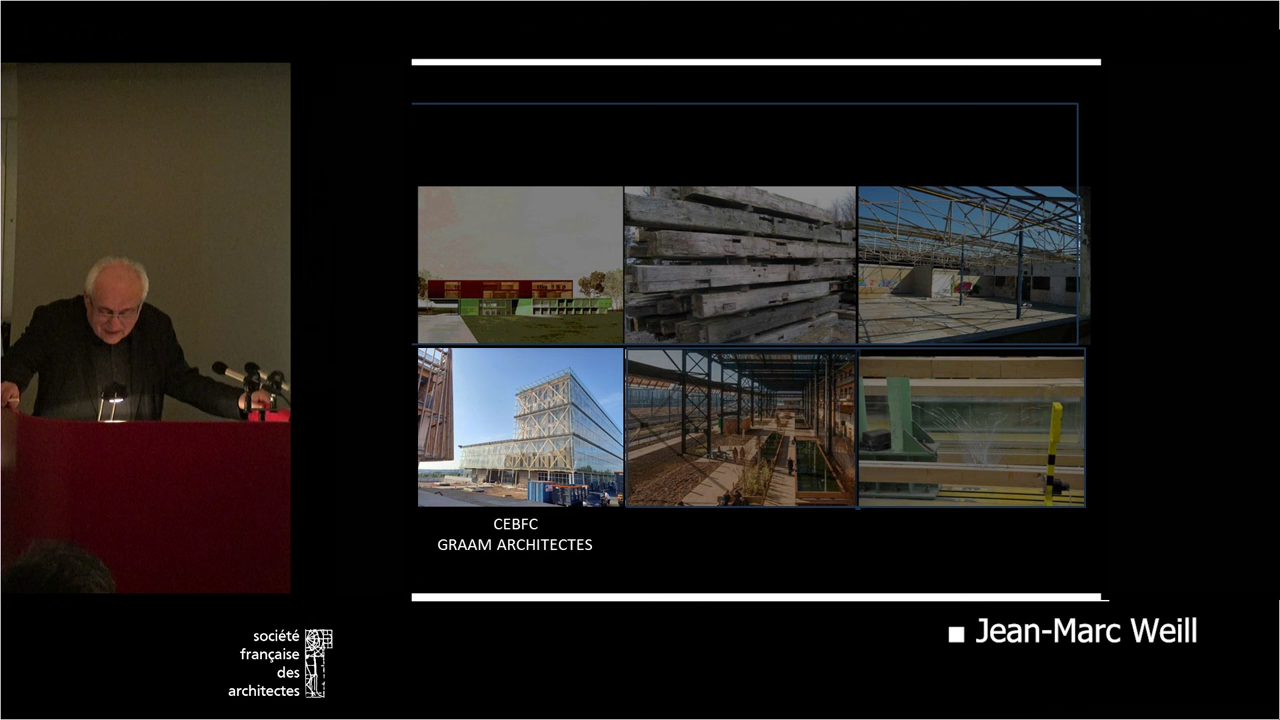 CEBFC
GRAAM ARCHITECTES
Jean-Marc Weill
société
française
des
architectes